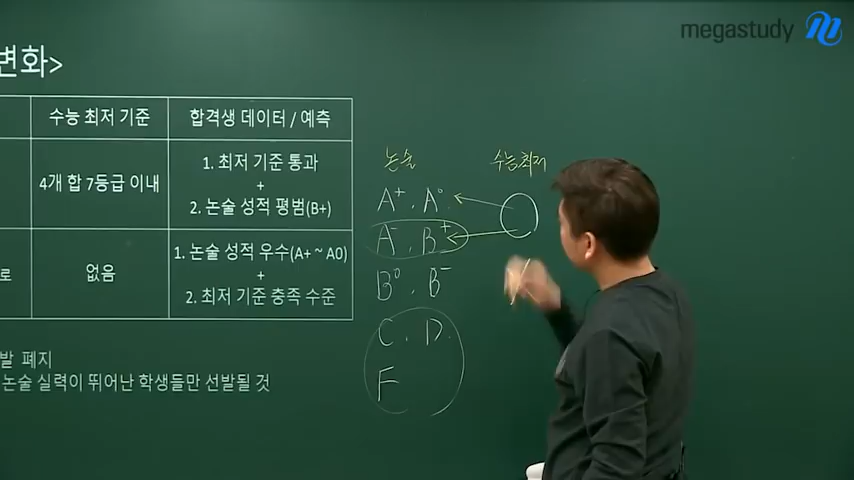 megastudy
변화>
수능 최저 기준
합격생 데이터 / 예측
4개 합 7등급 이내
1. 최저 기준 통과
+
2. 논술 성적 평범(B+)
로
없음
1. 논술 성적 우수(A+ ~ A0)
+
2. 최저 기준 충족 수준
발 폐지
논술 실력이 뛰어난 학생들만 선발될 것
논술
수능최저
A+ . A°
A- . B+
B° . B-
C . D.
F